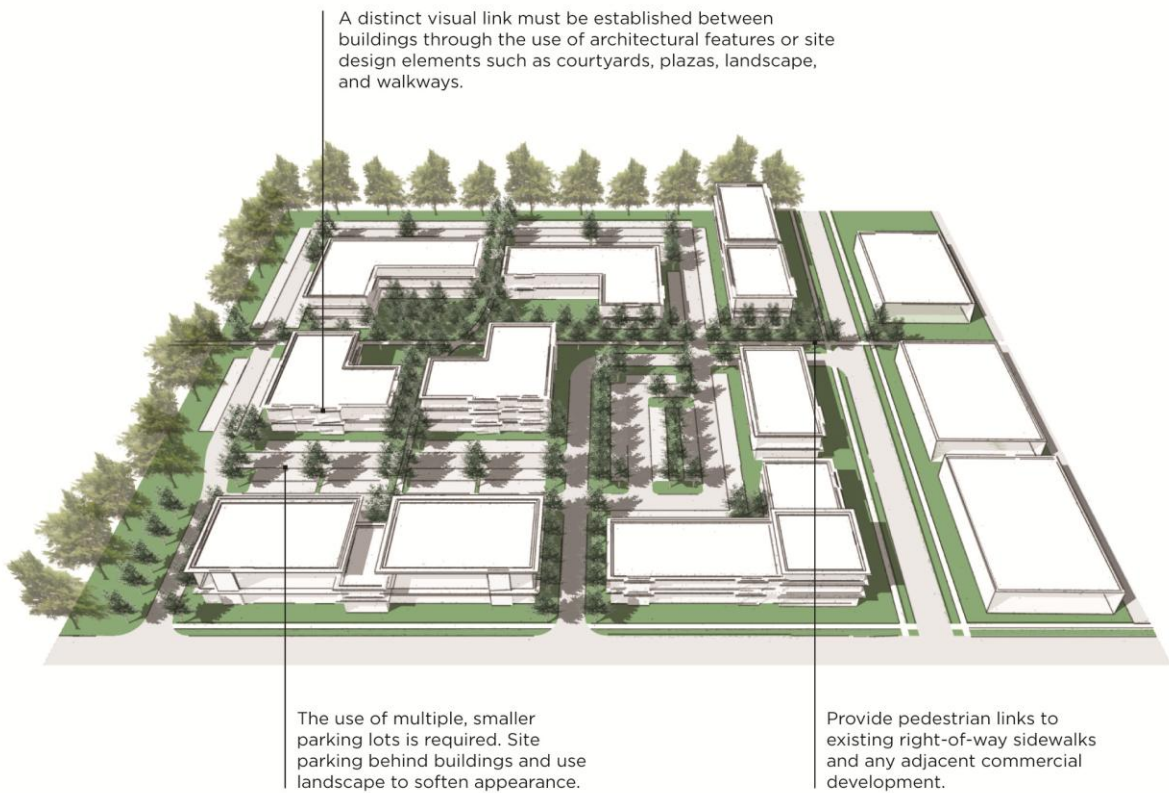 A distinct visual link must be established between
buildings through the use of architectural features or site
design elements such as courtyards, plazas, landscape,
and walkways.
The use of multiple, smaller
parking lots is required. Site
parking behind buildings and use
landscape to soften appearance.
Provide pedestrian links to
existing right-of-way sidewalks
and any adjacent commercial
development.